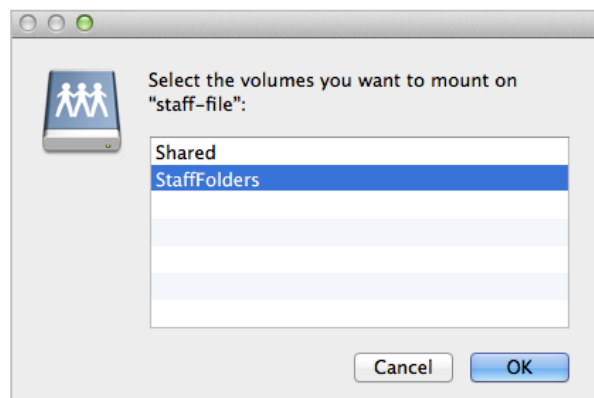 Select the volumes you want to mount on
"staff-file":
Shared
StaffFolders
Cancel
OK